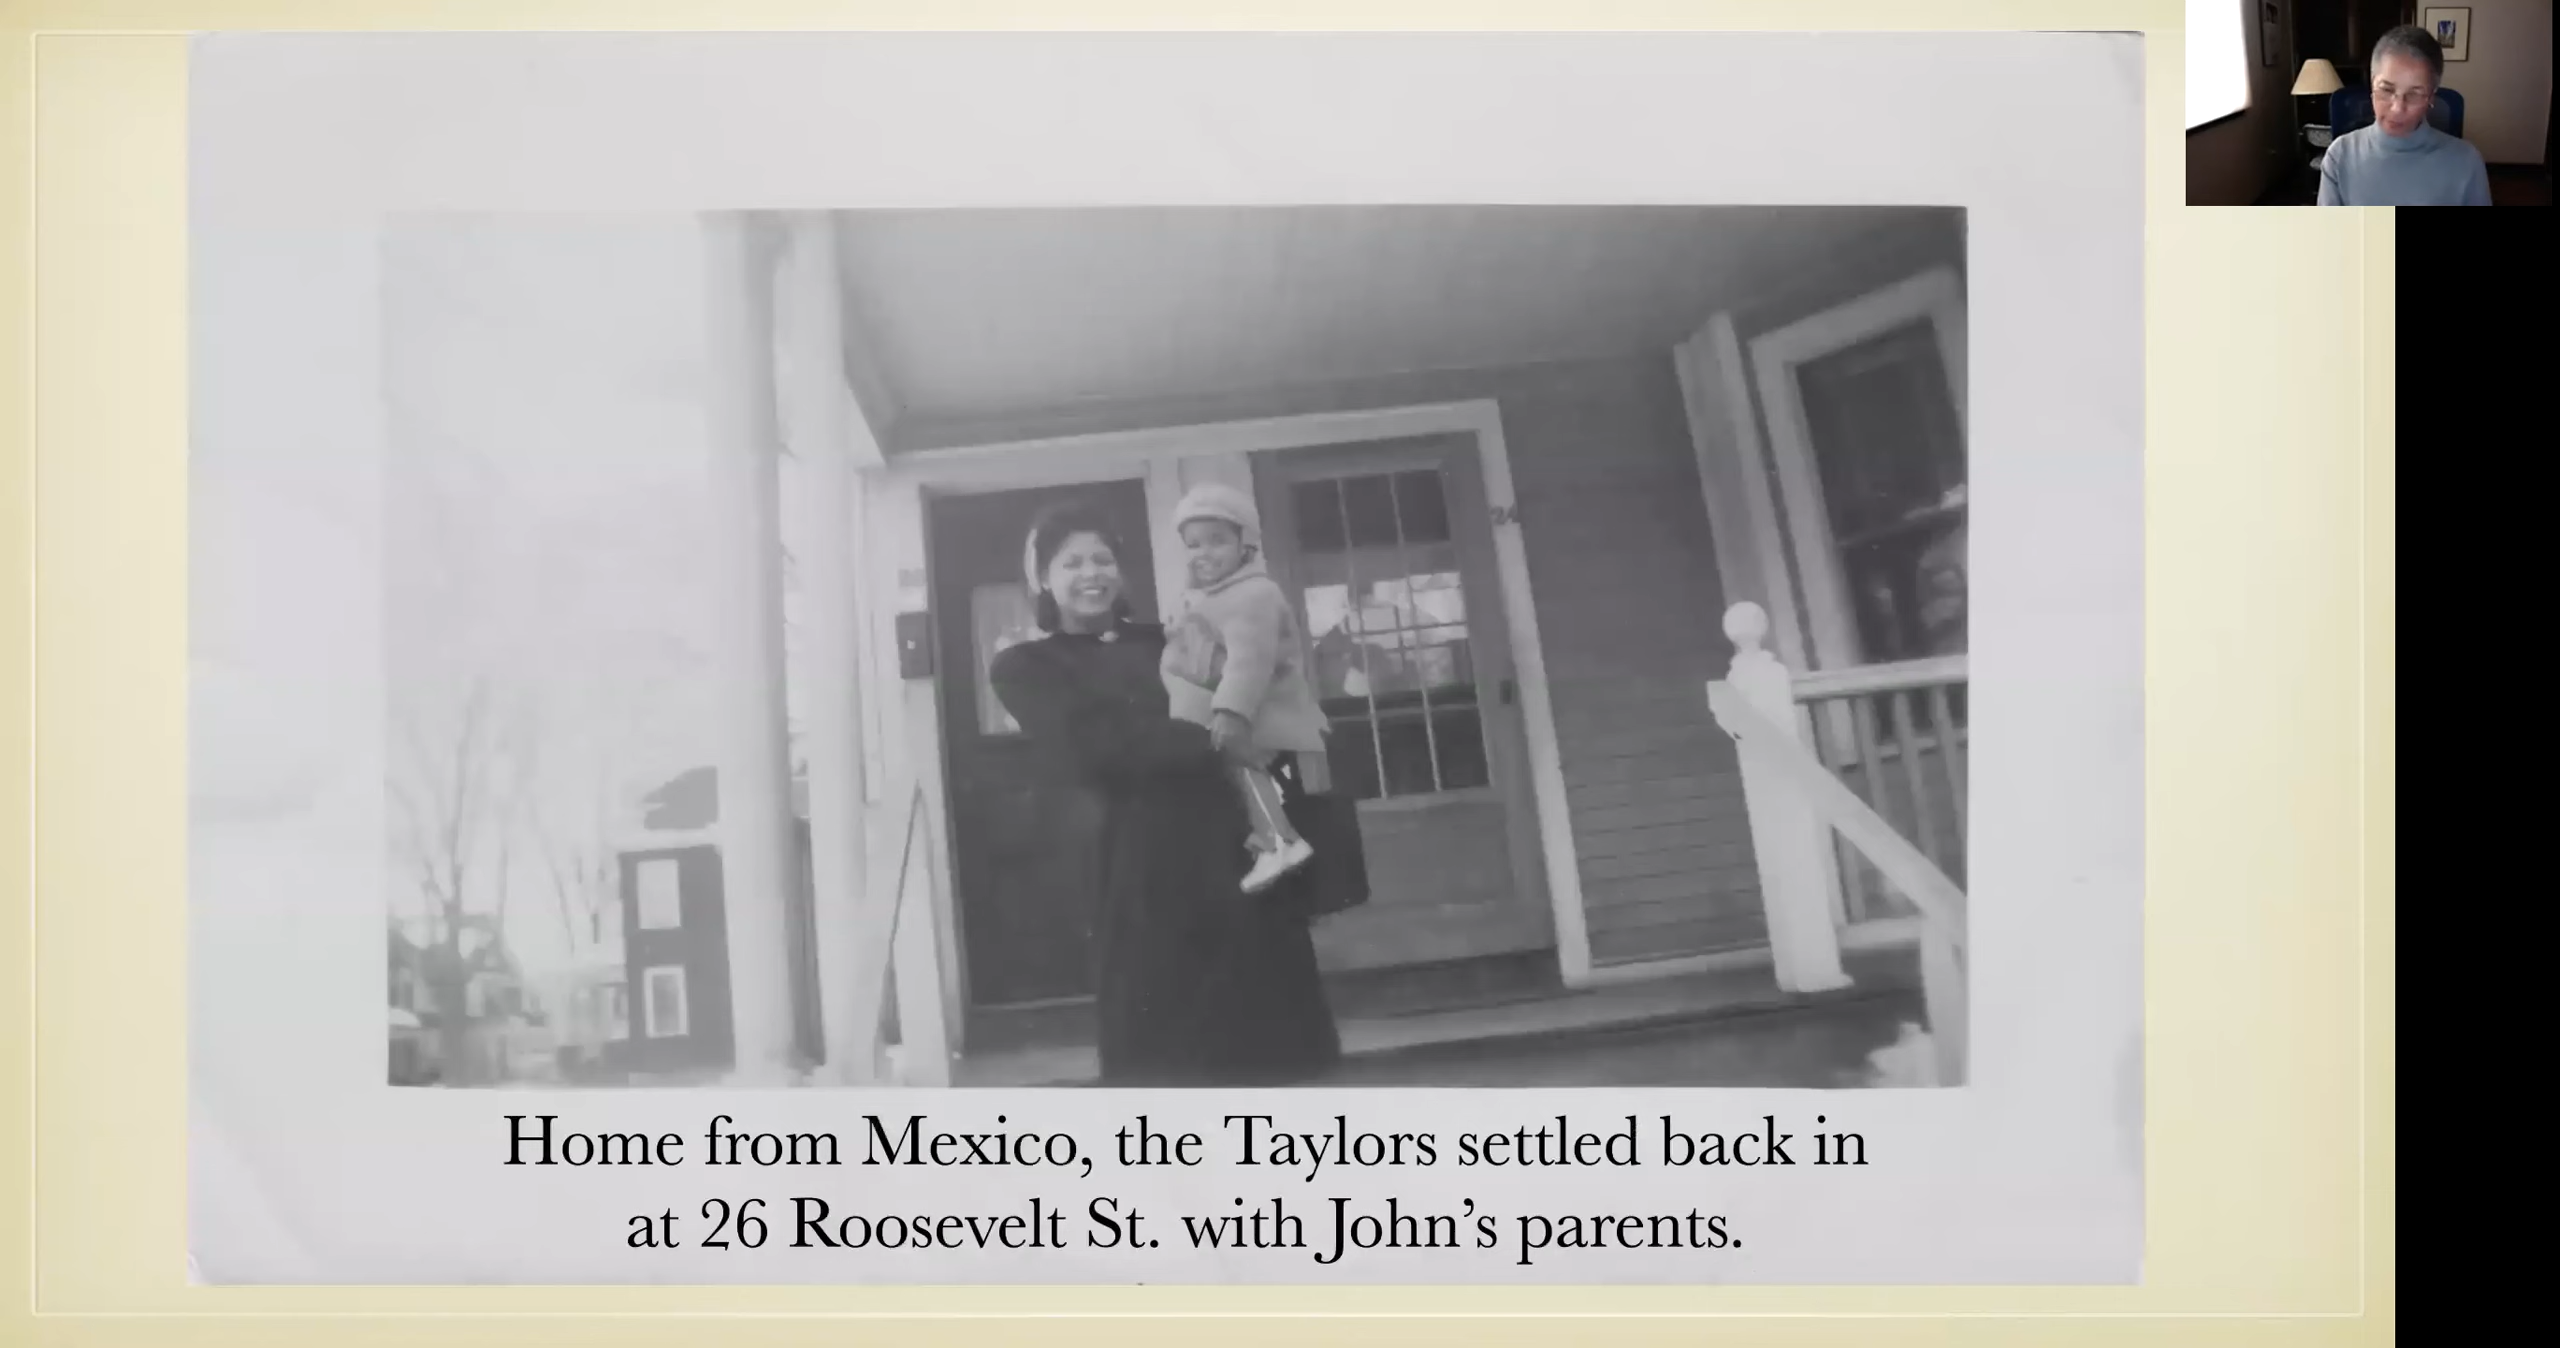 Home from Mexico, the Taylors settled back in
at 26 Roosevelt St. with John’s parents.